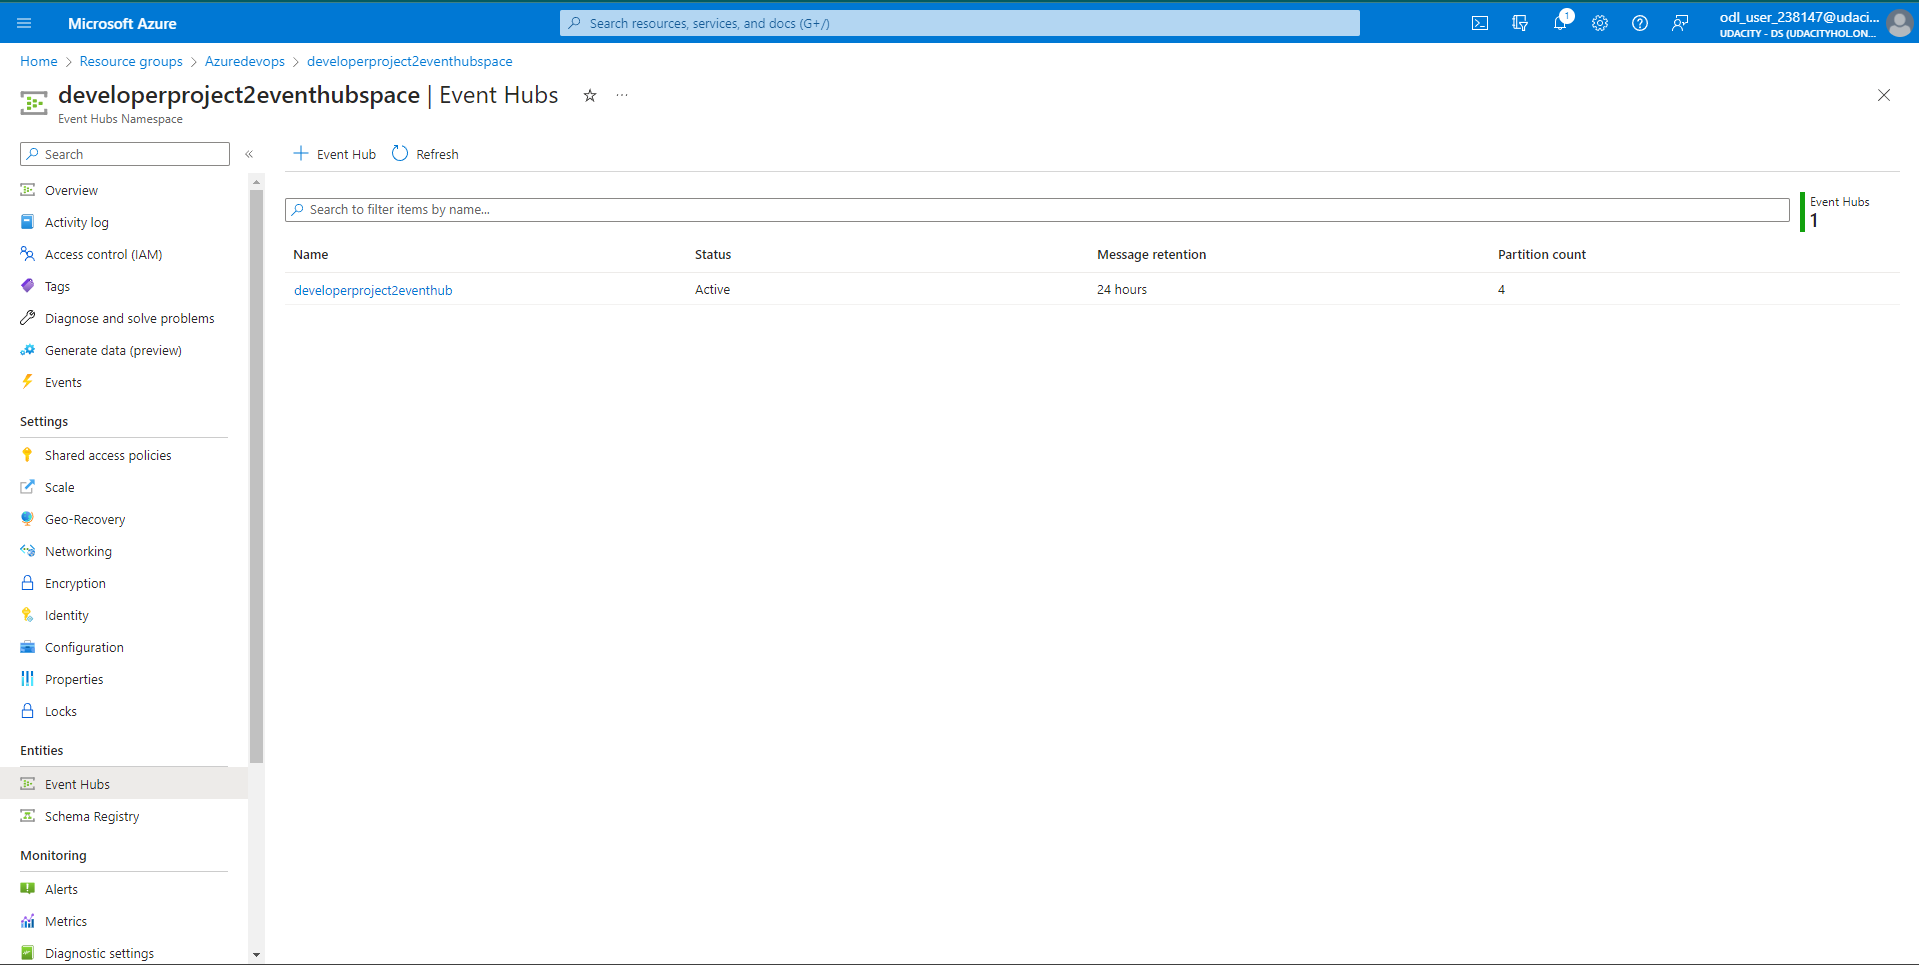 Microsoft Azure
Search resources, services, and docs (G+/)
1
odl_user_238147@udaci...
UDACITY - DS (UDACITYHOL.ON...
Home > Resource groups > Azuredevops > developerproject2eventhubspace
developerproject2eventhubspace | Event Hubs
Event Hubs Namespace
Search
Overview
Activity log
Access control (IAM)
Tags
Diagnose and solve problems
Generate data (preview)
Events
Settings
Shared access policies
Scale
Geo-Recovery
Networking
Encryption
Identity
Configuration
Properties
Locks
Entities
Event Hubs
Schema Registry
Monitoring
Alerts
Metrics
Diagnostic settings
Event Hub Refresh
Search to filter items by name...
Event Hubs
1
Name Status Message retention Partition count
developerproject2eventhub Active 24 hours 4